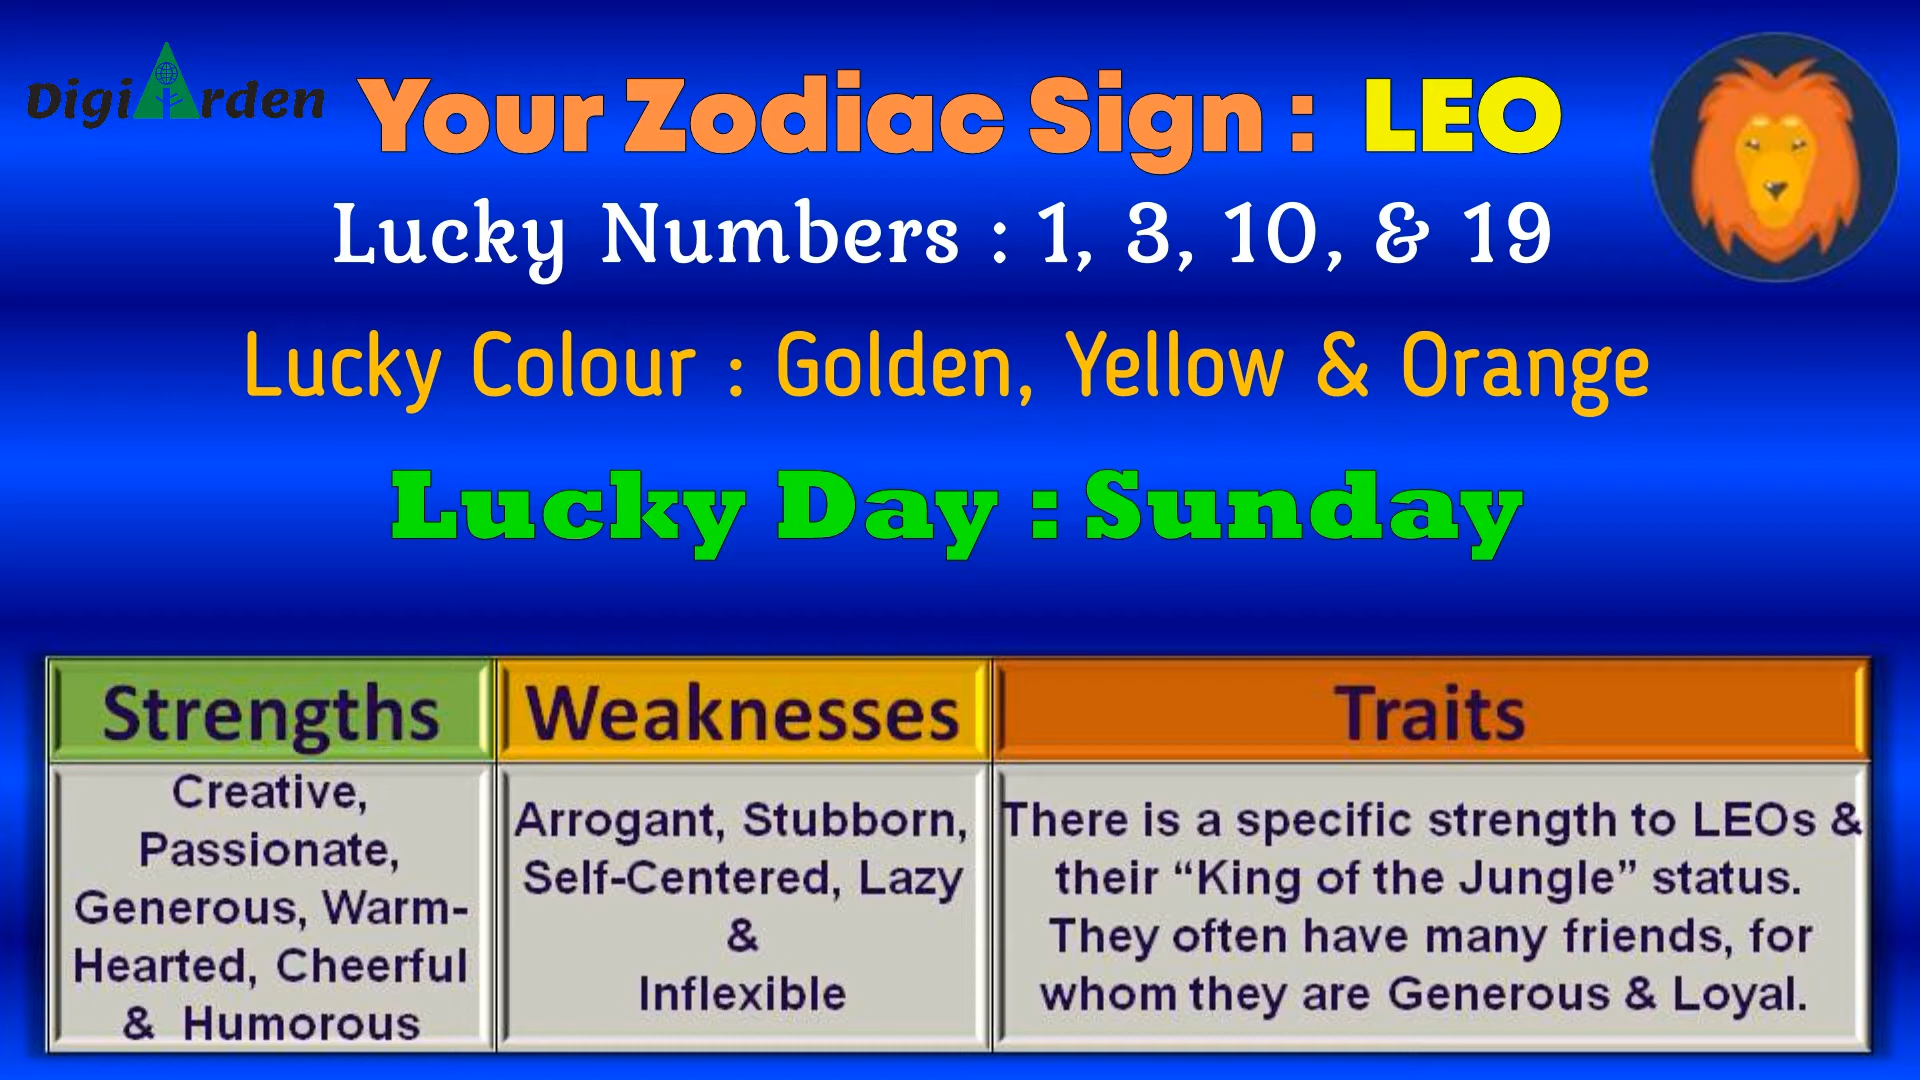 DigiArden
Your Zodiac Sign : LEO
Lucky Numbers : 1, 3, 10, & 19
Lucky Colour : Golden, Yellow & Orange
Lucky Day : Sunday
Strengths
Creative,
Passionate,
Generous, Warm-
Hearted, Cheerful
& Humorous
Weaknesses
Arrogant, Stubborn,
Self-Centered, Lazy
&
Inflexible
Traits
There is a specific strength to LEOs &
their “King of the Jungle” status.
They often have many friends, for
whom they are Generous & Loyal.